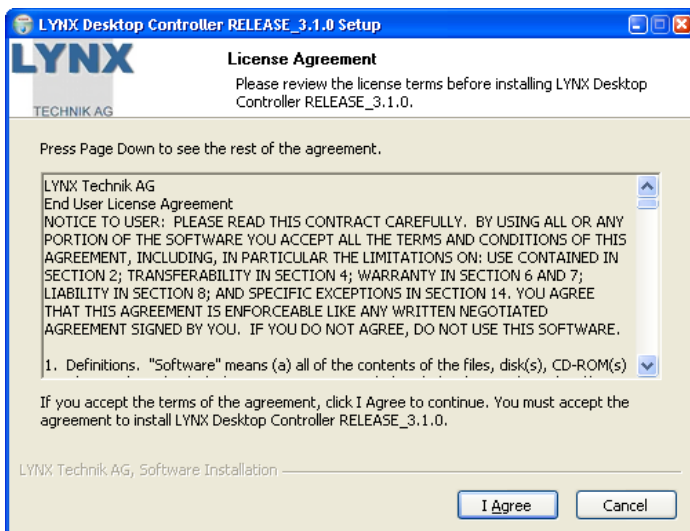 LYNX Desktop Controller RELEASE_3.1.0 Setup
LYNX
TECHNIK AG
License Agreement
Please review the license terms before installing LYNX Desktop
Controller RELEASE_3.1.0.
Press Page Down to see the rest of the agreement.
LYNX Technik AG
End User License Agreement
NOTICE TO USER:  PLEASE READ THIS CONTRACT CAREFULLY.  BY USING ALL OR ANY
PORTION OF THE SOFTWARE YOU ACCEPT ALL THE TERMS AND CONDITIONS OF THIS
AGREEMENT, INCLUDING, IN PARTICULAR THE LIMITATIONS ON: USE CONTAINED IN
SECTION 2; TRANSFERABILITY IN SECTION 4; WARRANTY IN SECTION 6 AND 7;
LIABILITY IN SECTION 8; AND SPECIFIC EXCEPTIONS IN SECTION 14. YOU AGREE
THAT THIS AGREEMENT IS ENFORCEABLE LIKE ANY WRITTEN NEGOTIATED
AGREEMENT SIGNED BY YOU.  IF YOU DO NOT AGREE, DO NOT USE THIS SOFTWARE.
1.  Definitions.  "Software" means (a) all of the contents of the files, disk(s), CD-ROM(s)
If you accept the terms of the agreement, click I Agree to continue. You must accept the
agreement to install LYNX Desktop Controller RELEASE_3.1.0.
LYNX Technik AG, Software Installation
I Agree
Cancel